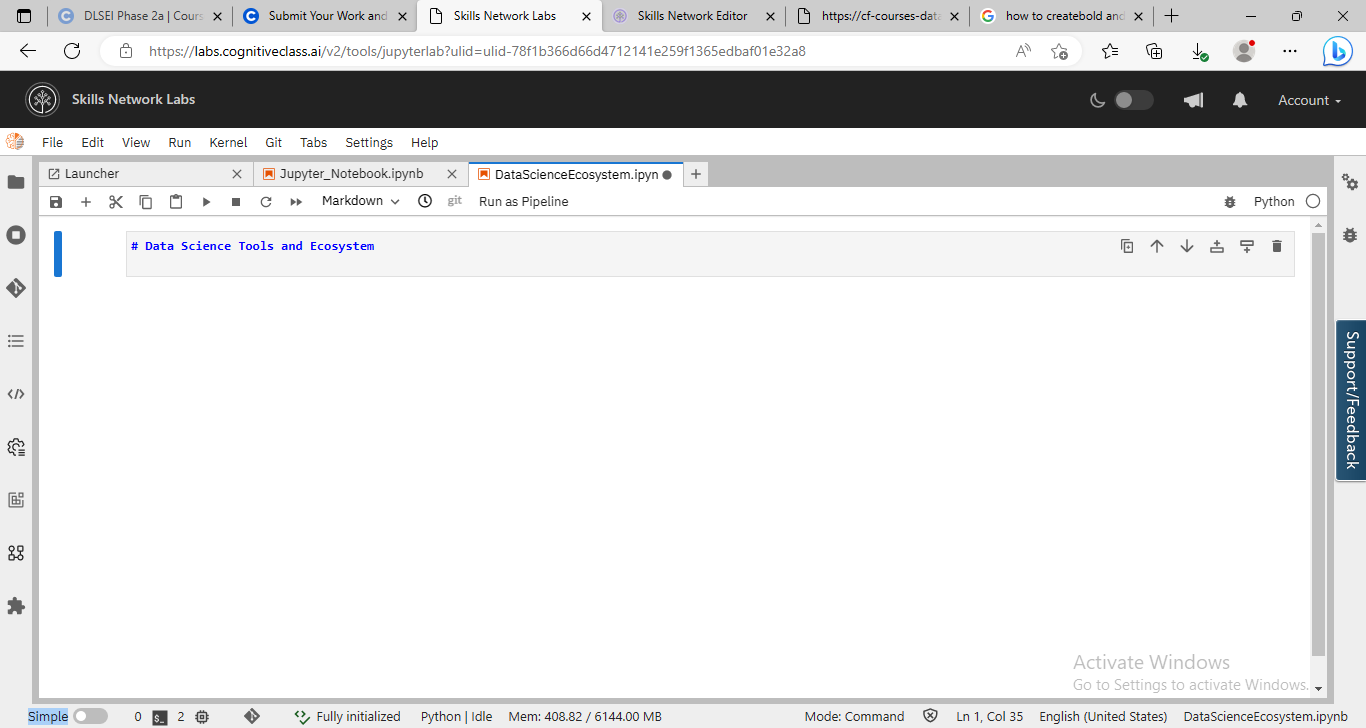 DLSEI Phase 2a | Cours
Submit Your Work and
Skills Network Labs
Skills Network Editor
https://cf-courses-data
how to createbold and
https://labs.cognitiveclass.ai/v2/tools/jupyterlab?ulid=ulid-78f1b366d66d4712141e259f1365edbaf01e32a8
Skills Network Labs
Account
File Edit View Run Kernel Git Tabs Settings Help
Launcher
Jupyter_Notebook.ipynb
DataScienceEcosystem.ipyn
Markdown
git
Run as Pipeline
Python
# Data Science Tools and Ecosystem
Support/Feedback
Activate Windows
Go to Settings to activate Windows.
Simple 0 2 Fully initialized Python | Idle Mem: 408.82 / 6144.00 MB Mode: Command Ln 1, Col 35 English (United States) DataScienceEcosystem.ipynb